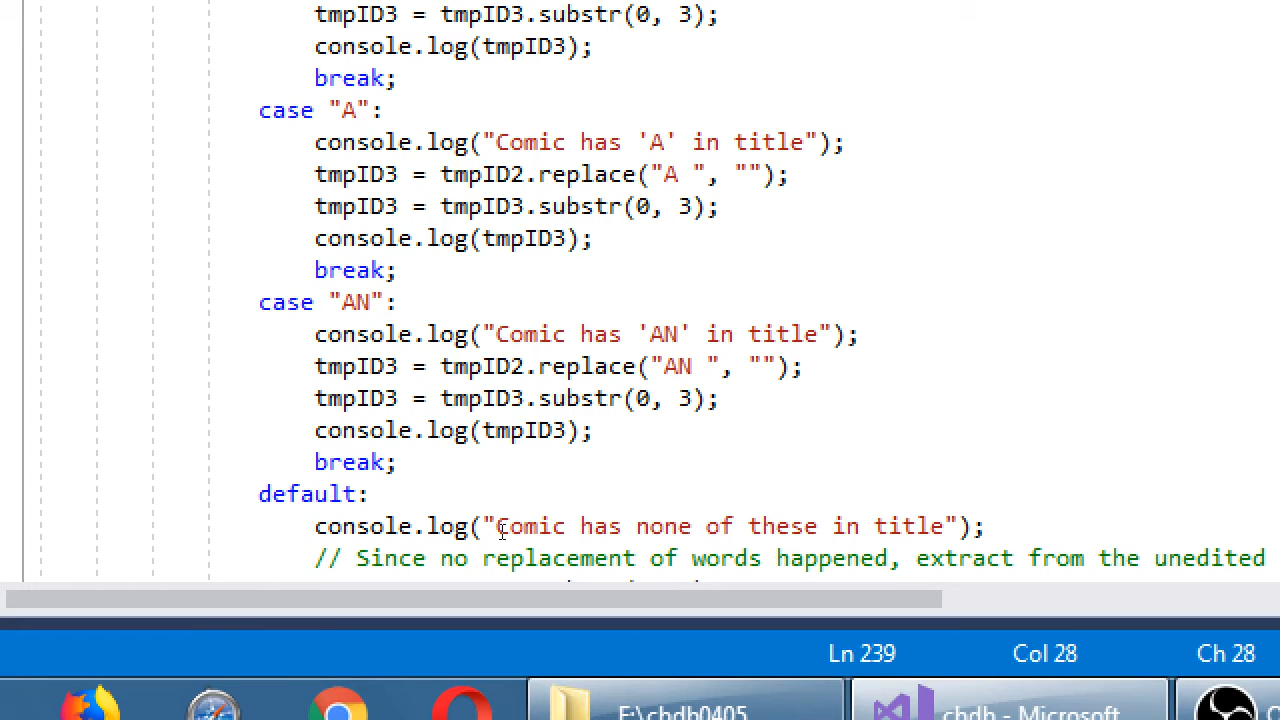 tmpID3 = tmpID3.substr(0, 3);
console.log(tmpID3);
break;
case "A":
console.log("Comic has 'A' in title");
tmpID3 = tmpID2.replace("A ", "");
tmpID3 = tmpID3.substr(0, 3);
console.log(tmpID3);
break;
case "AN":
console.log("Comic has 'AN' in title");
tmpID3 = tmpID2.replace("AN ", "");
tmpID3 = tmpID3.substr(0, 3);
console.log(tmpID3);
break;
default:
console.log("Comic has none of these in title");
// Since no replacement of words happened, extract from the unedited
Ln 239 Col 28 Ch 28
F:\chdb0405 chdb - Microsoft